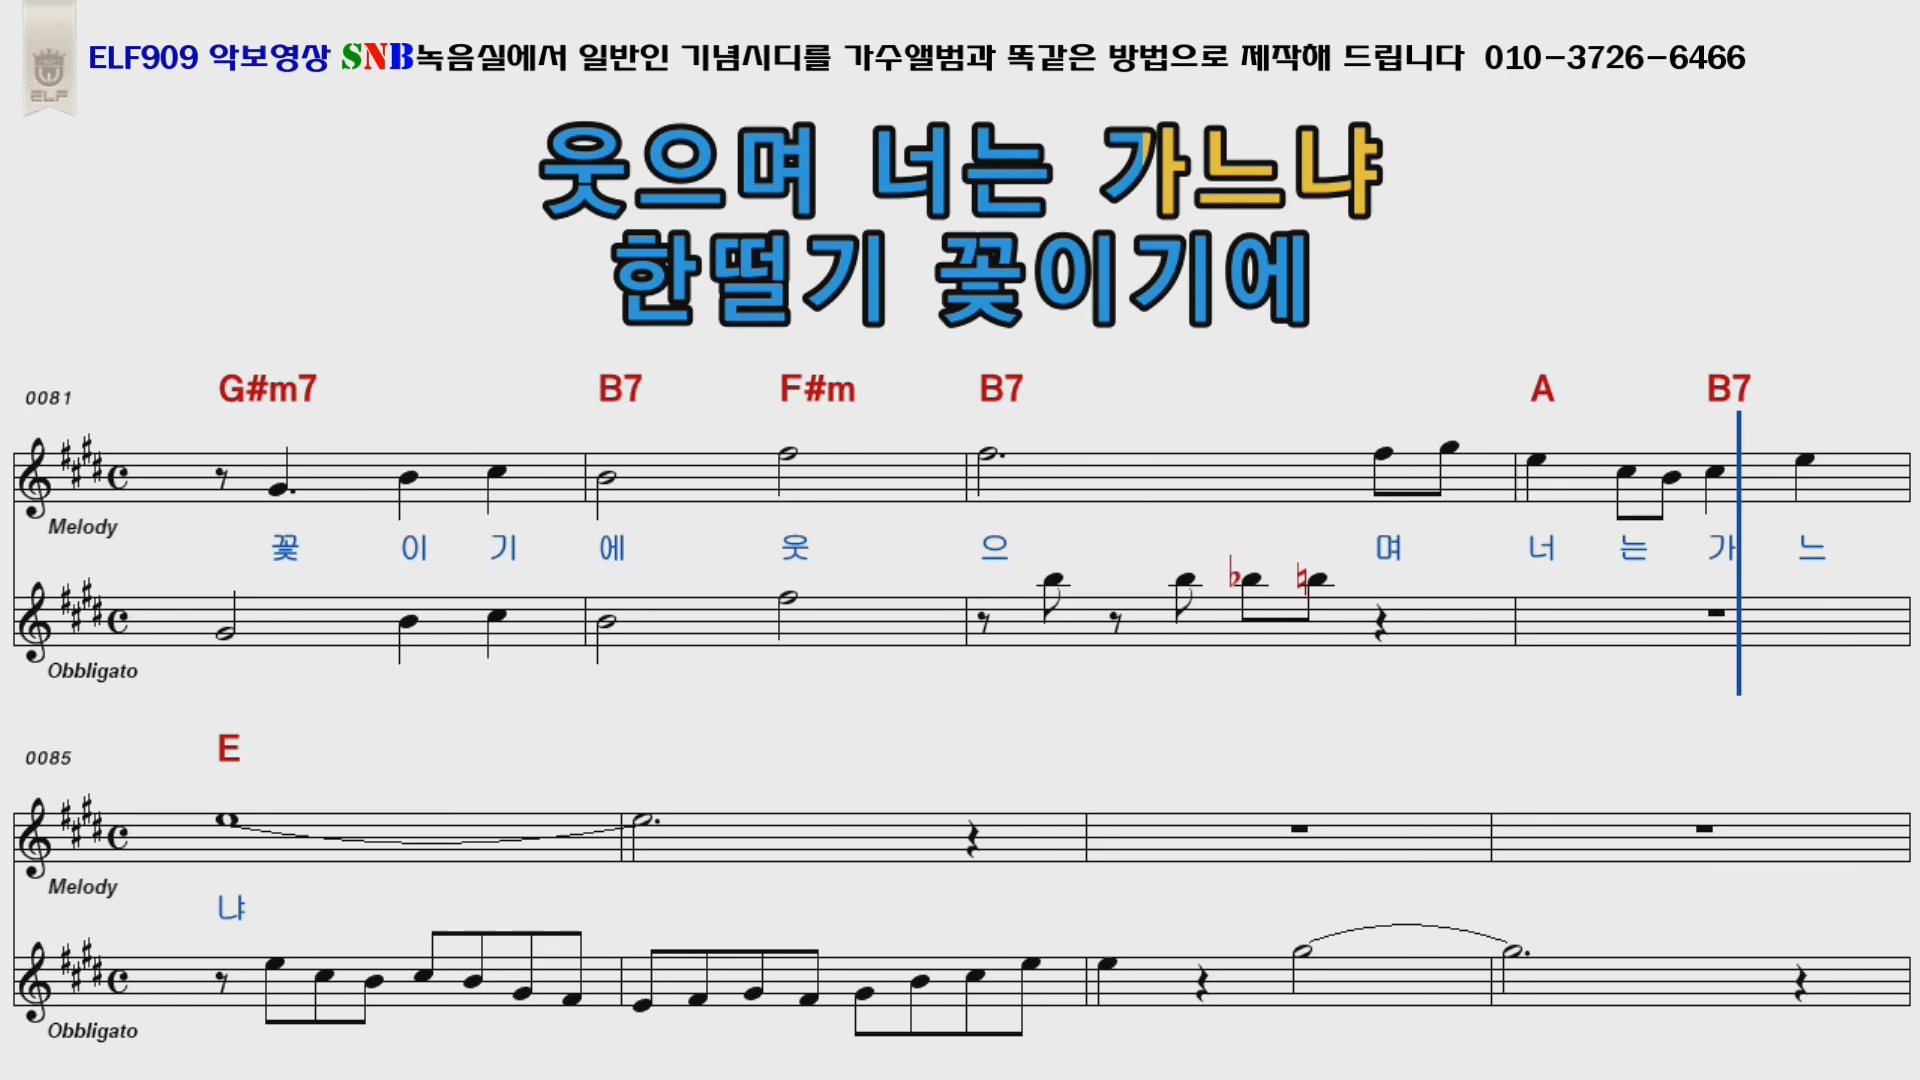 ELF909 악보영상 SNB녹음실에서 일반인 기념시디를 가수앨범과 똑같은 방법으로 제작해 드립니다 010-3726-6466
ELF
웃으며 너는 가느냐
한떨기 꽃이기에
0081 G#m7 B7 F#m B7 A B7
Melody
꽃 이 기 에 웃 으 며 너 는 가 느
Obbligato
0085 E
Melody
냐
Obbligato